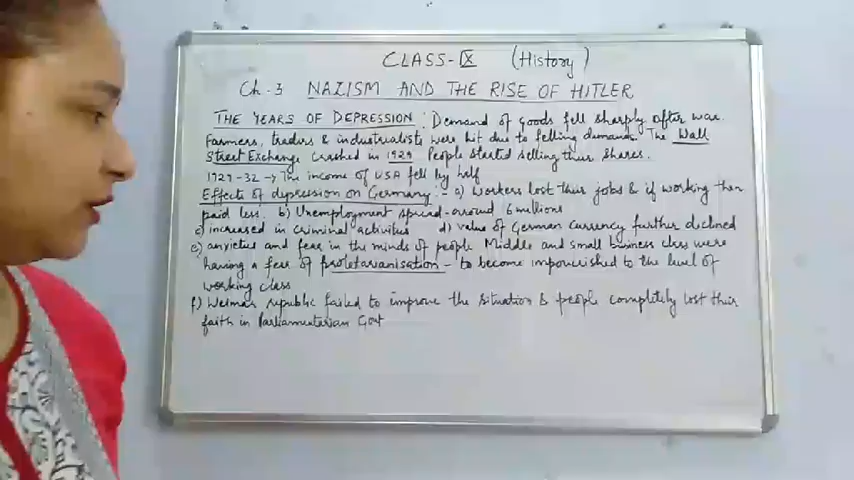 CLASS-IX (History)
Ch. 3 NAZISM AND THE RISE OF HITLER
THE YEARS OF DEPRESSION : Demand of Goods fell sharply after war.
Farmers, traders & industrialists were hit due to felling demands. The Wall
Street Exchange crashed in 1929 People started selling their shares.
1929-32 → The income of USA fell by half
Effects of depression on Germany :- a) Workers lost their jobs & if working then
paid less. b) Unemployment spread around 6 millions
c) increased in criminal activities d) Value of German currency further declined
e) anxieties and fear in the minds of people Middle and small business class were
having a fear of proletarianisation - to become impoverished to the level of
working class
f) Weimar republic failed to improve the situation & people completely lost their
faith in Parliamentarian Govt